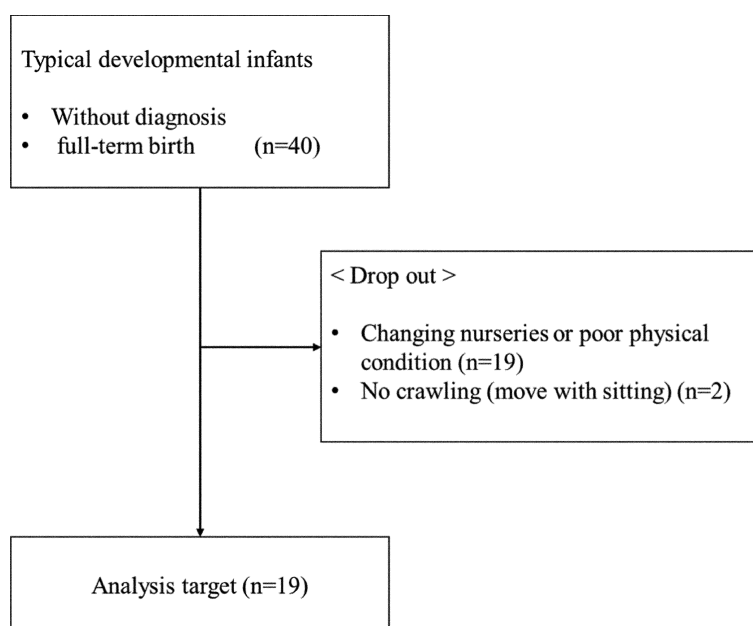 Typical developmental infants
• Without diagnosis
• full-term birth (n=40)
< Drop out >
• Changing nurseries or poor physical
condition (n=19)
• No crawling (move with sitting) (n=2)
Analysis target (n=19)